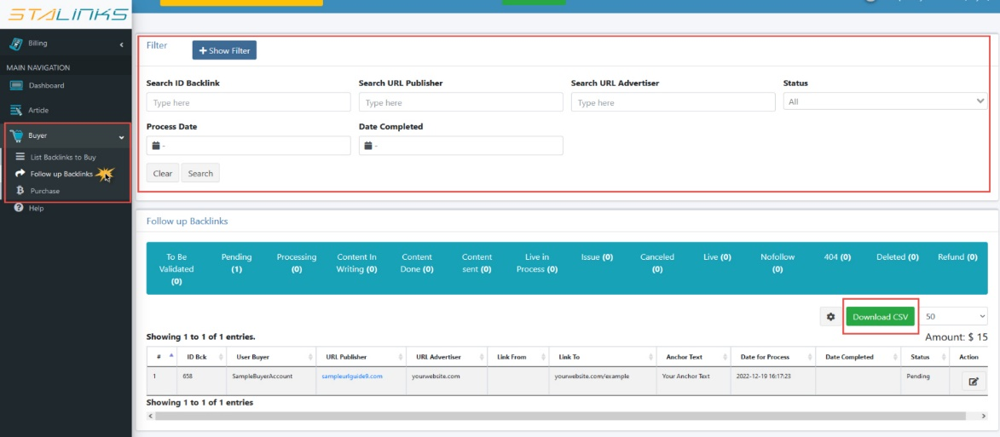 STALINKS
Billing
MAIN NAVIGATION
Dashboard
Article
Buyer
List Backlinks to Buy
Follow up Backlinks
Purchase
Help
Filter
Show Filter
Search ID Backlink
Search URL Publisher
Search URL Advertiser
Status
Type here
Type here
Type here
All
Process Date
Date Completed
-
-
Clear
Search
Follow up Backlinks
To Be
Validated
(0)
Pending
(1)
Processing
(0)
Content In
Writing (0)
Content
Done (0)
Content
sent (0)
Live in
Process (0)
Issue (0)
Canceled
(0)
Live (0)
Nofollow
(0)
404 (0)
Deleted (0)
Refund (0)
Download CSV
50
Showing 1 to 1 of 1 entries.
Amount: $ 15
# ID Bck User Buyer URL Publisher URL Advertiser Link From Link To Anchor Text Date for Process Date Completed Status Action
1 658 SampleBuyerAccount sampleurlguide9.com yourwebsite.com yourwebsite.com/example Your Anchor Text 2022-12-19 16:17:23 Pending
Showing 1 to 1 of 1 entries